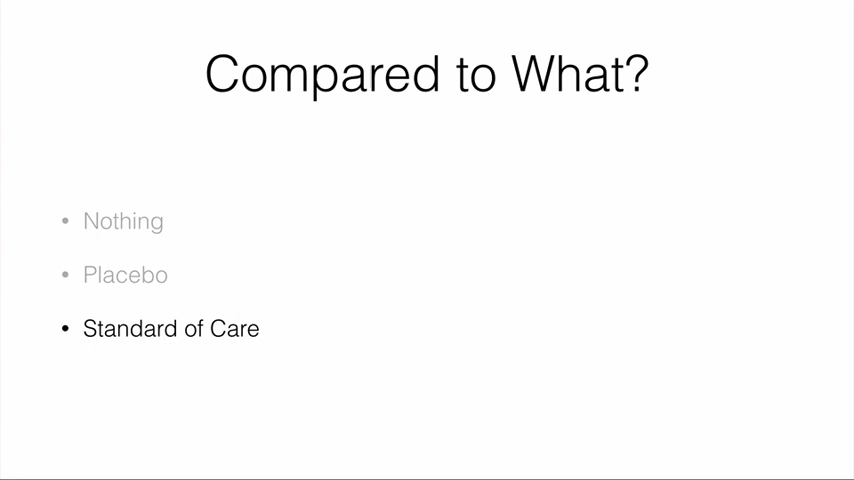 Compared to What?
• Nothing
• Placebo
• Standard of Care